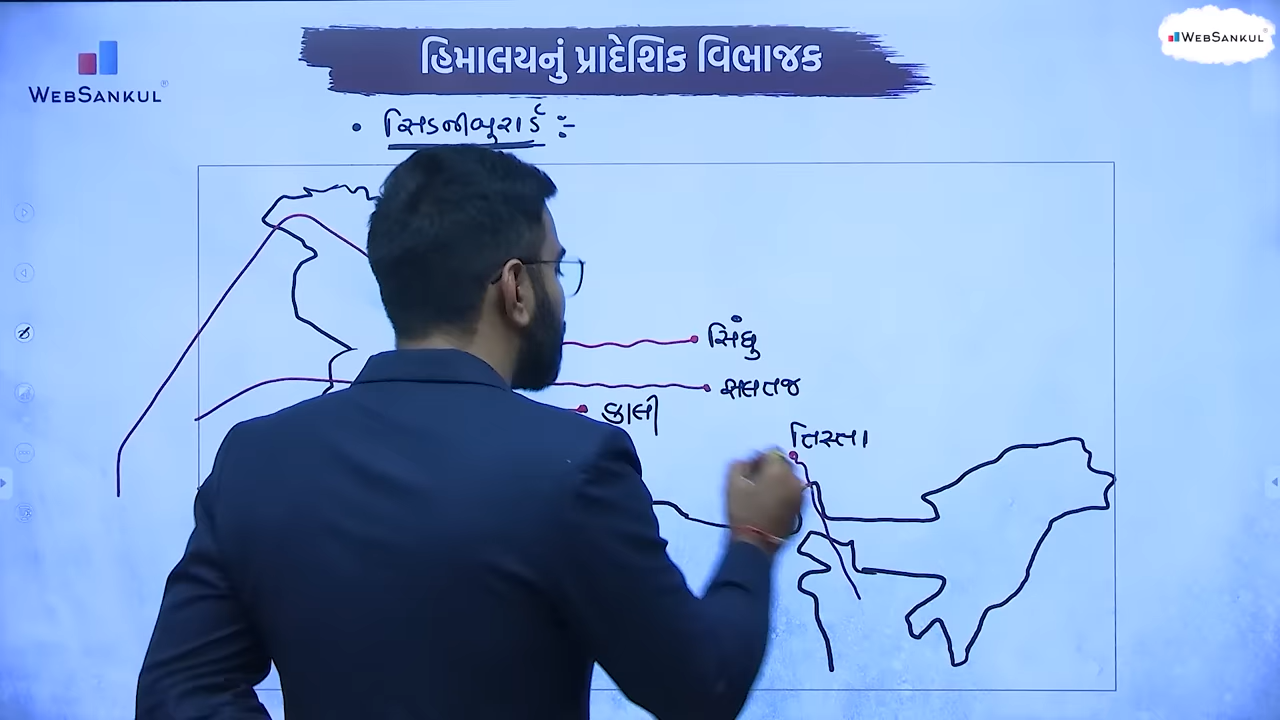 WEBSANKUL
હિમાલયનું પ્રાદેશિક વિભાજક
WEBSANKUL
• સિડનીબુરાર્ડ :-
સિંધુ
સતલજ
કાલી
તિસ્તા